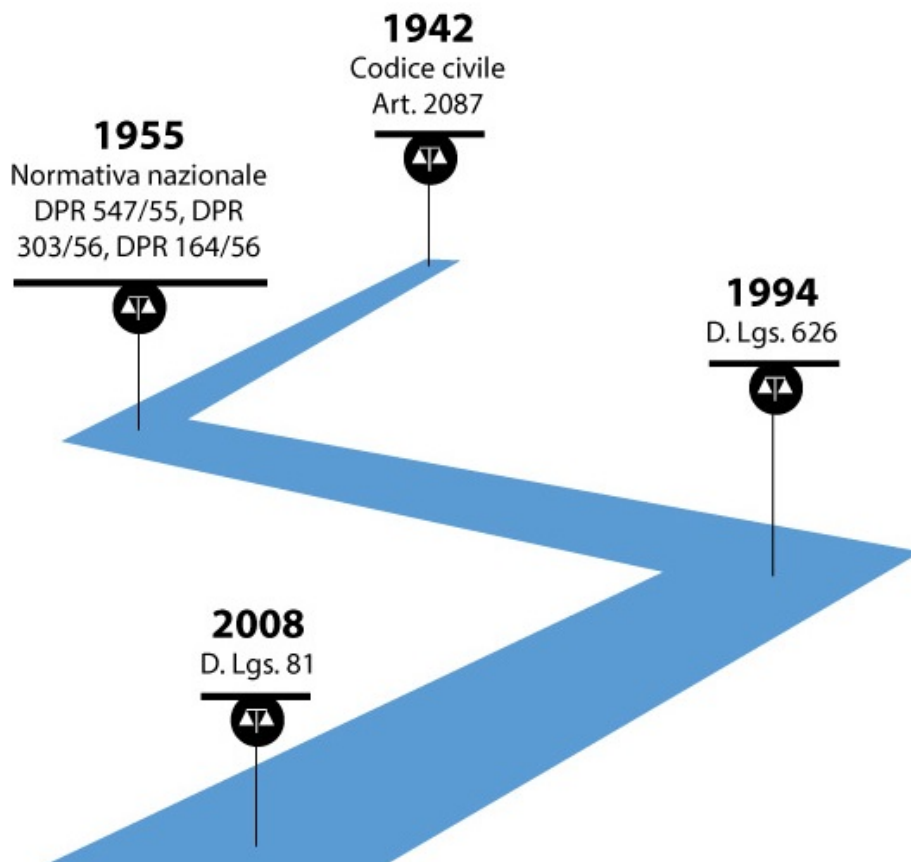 1942
Codice civile
Art. 2087
1955
Normativa nazionale
DPR 547/55, DPR
303/56, DPR 164/56
1994
D. Lgs. 626
2008
D. Lgs. 81